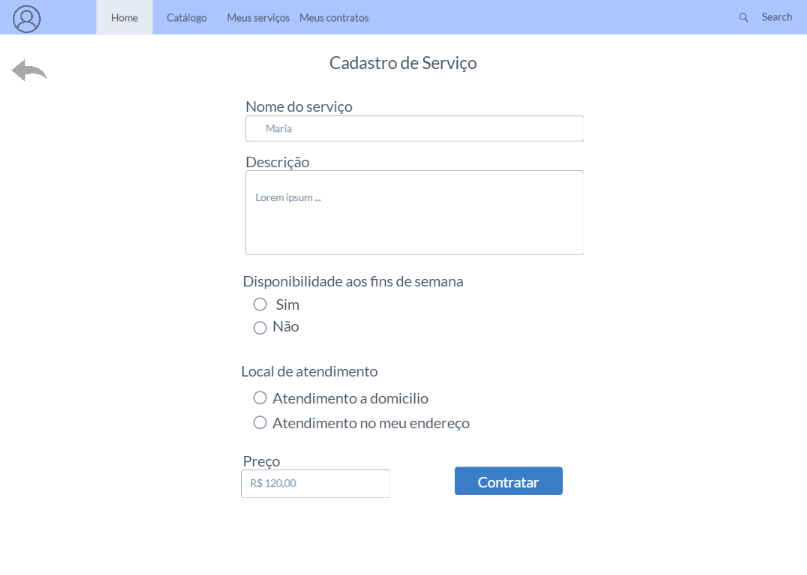 Home Catálogo Meus serviços Meus contratos Search
Cadastro de Serviço
Nome do serviço
Maria
Descrição
Lorem ipsum ...
Disponibilidade aos fins de semana
Sim
Não
Local de atendimento
Atendimento a domicilio
Atendimento no meu endereço
Preço
R$ 120,00
Contratar